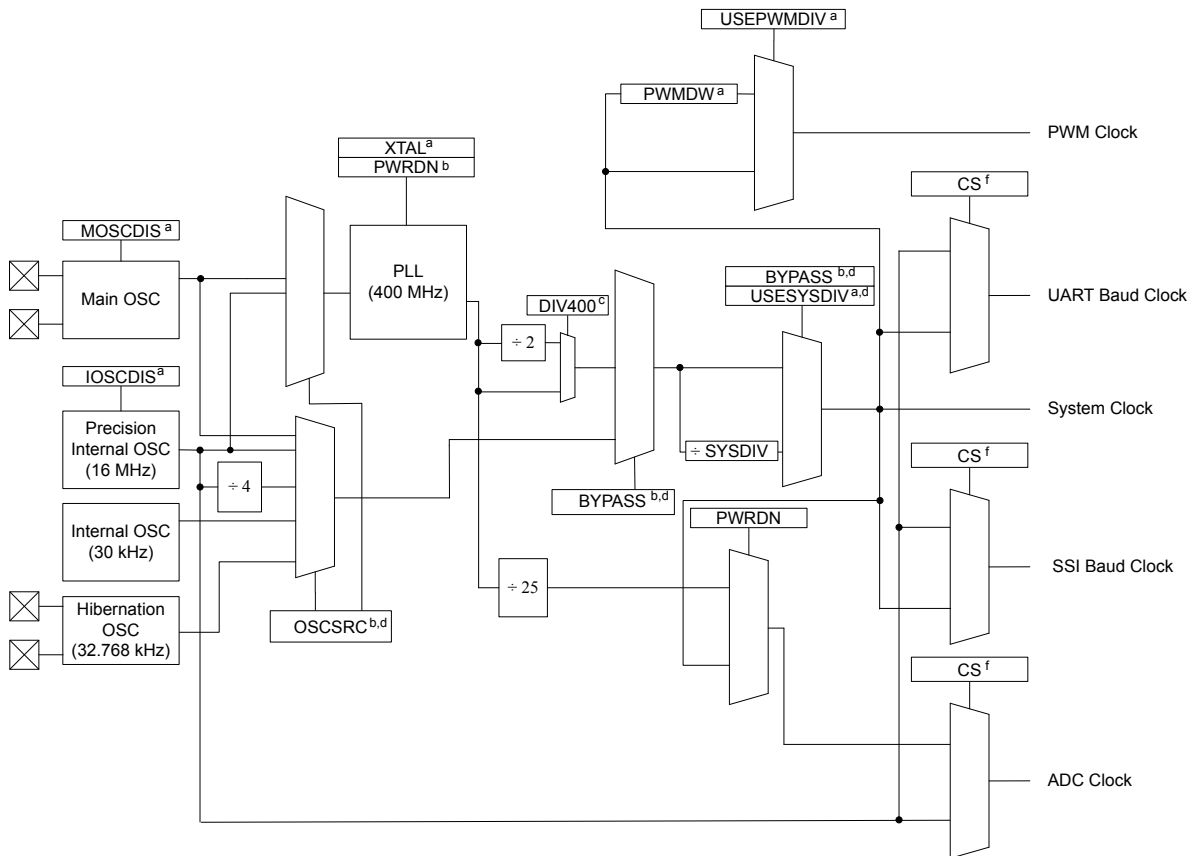 USEPWMDIV a
PWMDW a
PWM Clock
XTAL a
PWRDN b
CS f
MOSCDIS a
Main OSC
PLL
(400 MHz)
BYPASS b,d
USESYSDIV a,d
DIV400 c
÷ 2
UART Baud Clock
IOSCDIS a
Precision
Internal OSC
(16 MHz)
System Clock
÷ SYSDIV
CS f
÷ 4
BYPASS b,d
Internal OSC
(30 kHz)
PWRDN
SSI Baud Clock
÷ 25
Hibernation
OSC
(32.768 kHz)
OSCSRC b,d
CS f
ADC Clock